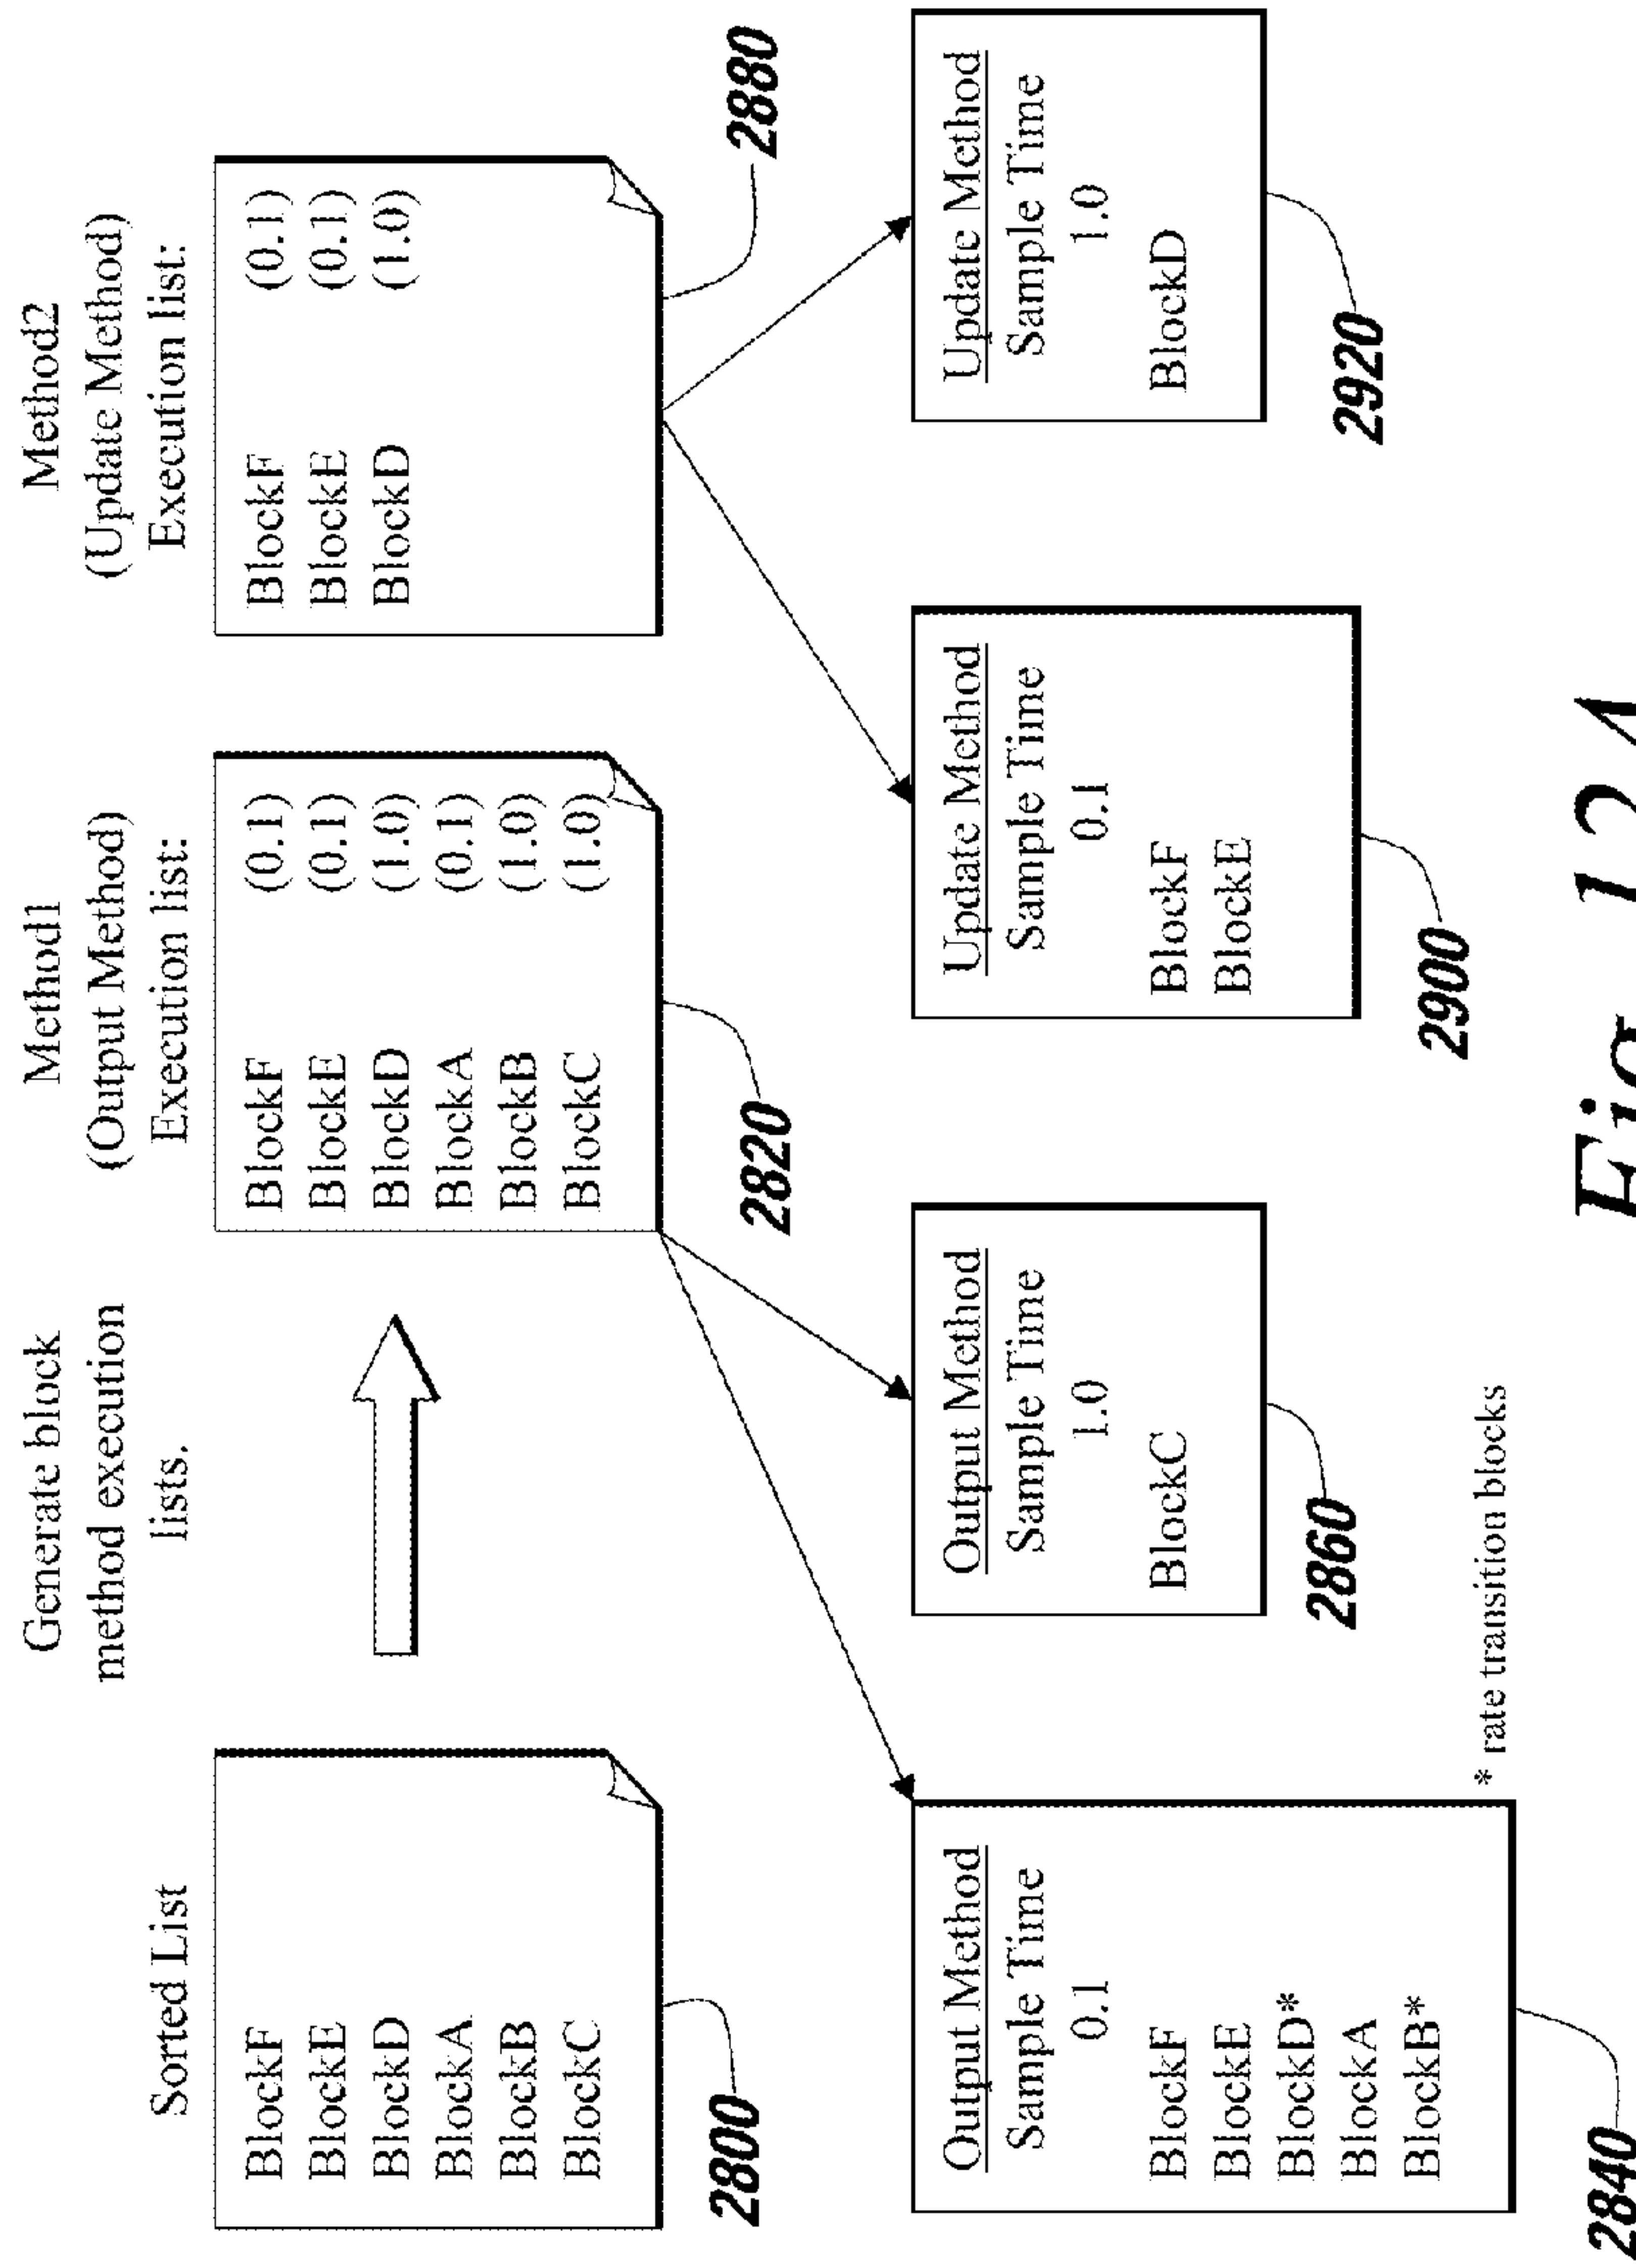 Sorted List
BlockF
BlockE
BlockD
BlockA
BlockB
BlockC
2800
Generate block
method execution
lists.
Method1
(Output Method)
Execution list:
BlockF (0.1)
BlockE (0.1)
BlockD (1.0)
BlockA (0.1)
BlockB (1.0)
BlockC (1.0)
2820
Method2
(Update Method)
Execution list:
BlockF (0.1)
BlockE (0.1)
BlockD (1.0)
2880
Output Method
Sample Time
0.1
BlockF
BlockE
BlockD*
BlockA
BlockB*
2840
* rate transition blocks
Output Method
Sample Time
1.0
BlockC
2860
Update Method
Sample Time
0.1
BlockF
BlockE
2900
Update Method
Sample Time
1.0
BlockD
2920
Fig. 12A